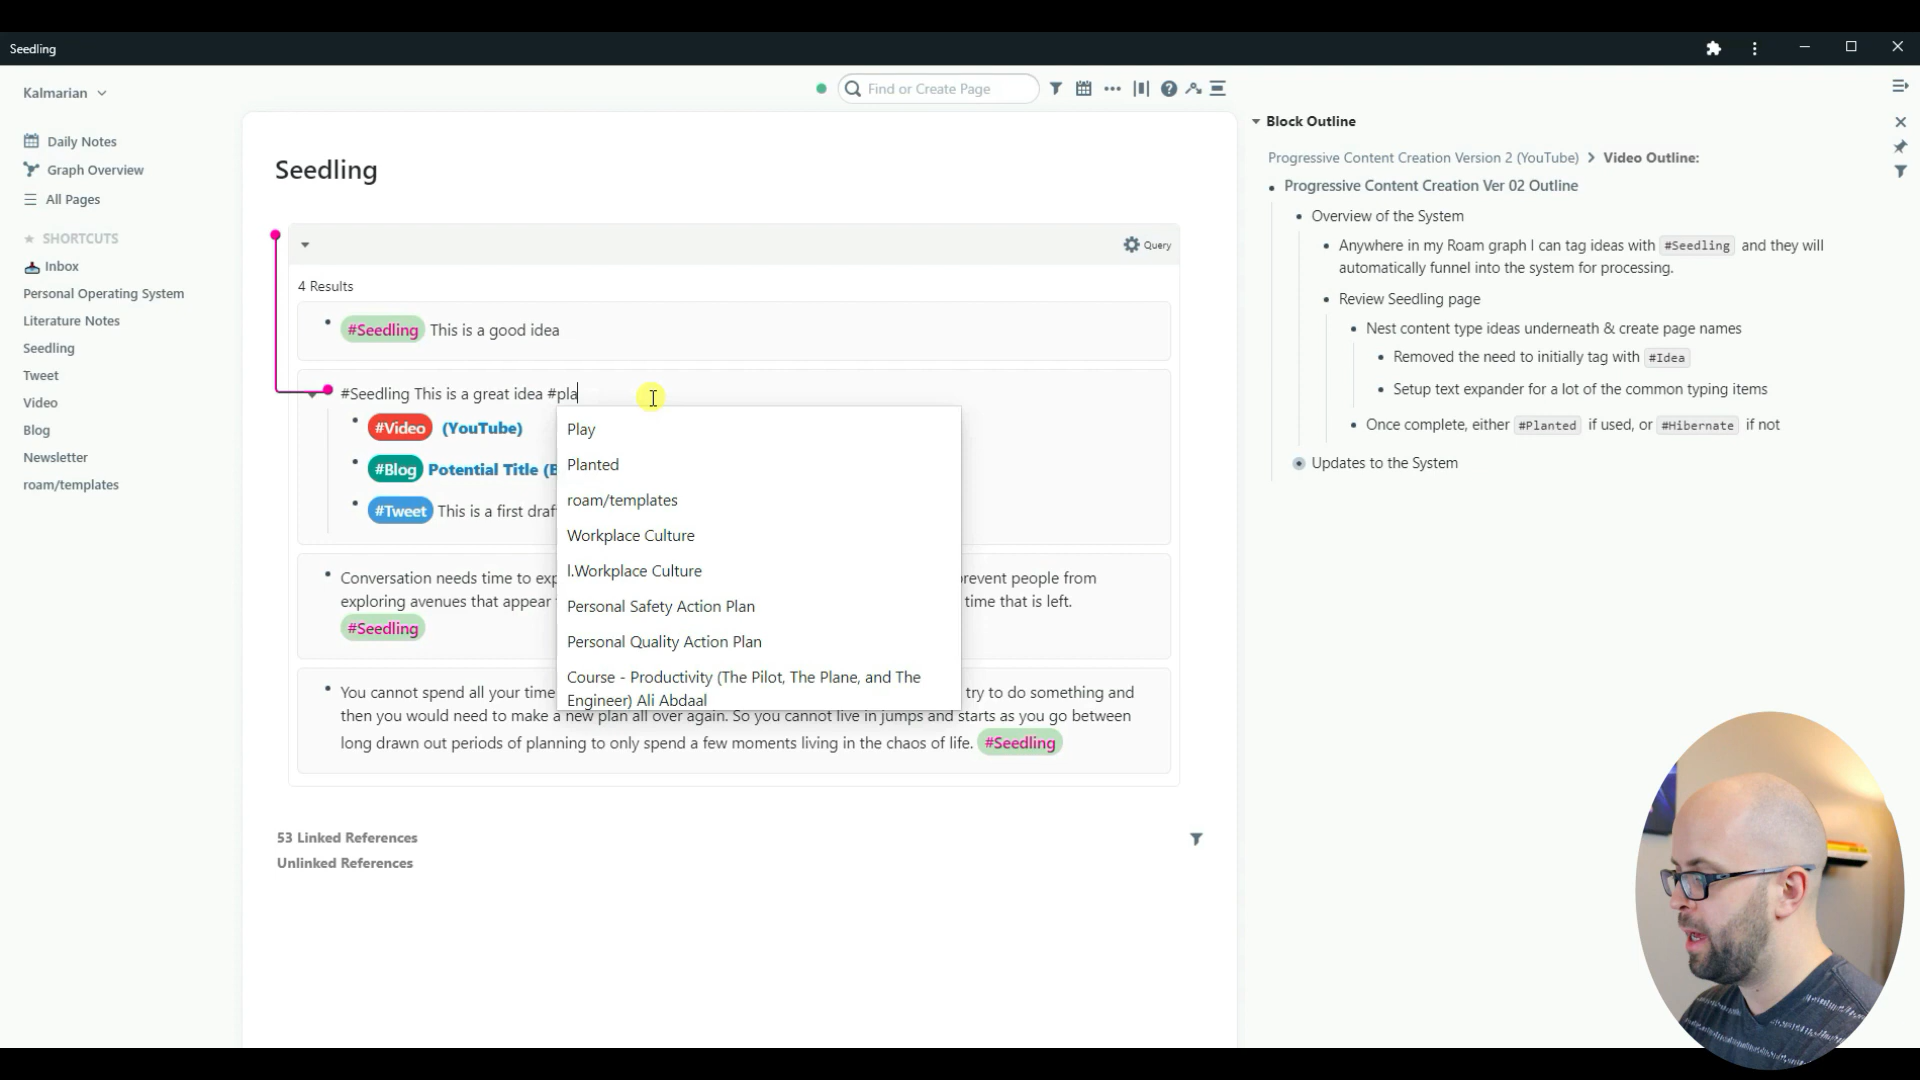 Seedling
Kalmarian
Find or Create Page
Daily Notes
Graph Overview
All Pages
SHORTCUTS
Inbox
Personal Operating System
Literature Notes
Seedling
Tweet
Video
Blog
Newsletter
roam/templates
Seedling
Query
4 Results
#Seedling This is a good idea
#Seedling This is a great idea #pla
#Video (YouTube)
#Blog Potential Title (
#Tweet This is a first draf
Play
Planted
roam/templates
Workplace Culture
l.Workplace Culture
Personal Safety Action Plan
Personal Quality Action Plan
Course - Productivity (The Pilot, The Plane, and The
Engineer) Ali Abdaal
Conversation needs time to exp revent people from
exploring avenues that appear time that is left.
#Seedling
You cannot spend all your time try to do something and
then you would need to make a new plan all over again. So you cannot live in jumps and starts as you go between
long drawn out periods of planning to only spend a few moments living in the chaos of life. #Seedling
53 Linked References
Unlinked References
Block Outline
Progressive Content Creation Version 2 (YouTube) > Video Outline:
Progressive Content Creation Ver 02 Outline
Overview of the System
Anywhere in my Roam graph I can tag ideas with #Seedling and they will
automatically funnel into the system for processing.
Review Seedling page
Nest content type ideas underneath & create page names
Removed the need to initially tag with #Idea
Setup text expander for a lot of the common typing items
Once complete, either #Planted if used, or #Hibernate if not
Updates to the System